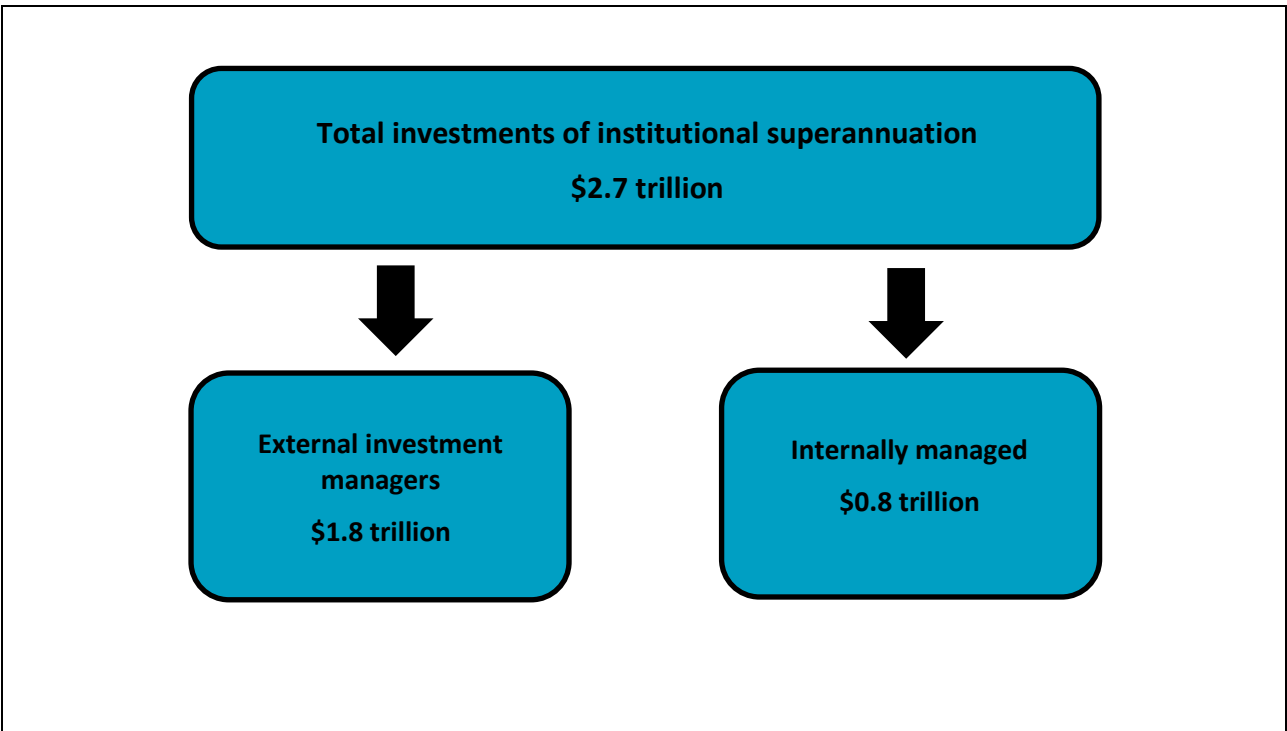 Total investments of institutional superannuation
$2.7 trillion
External investment
managers
$1.8 trillion
Internally managed
$0.8 trillion